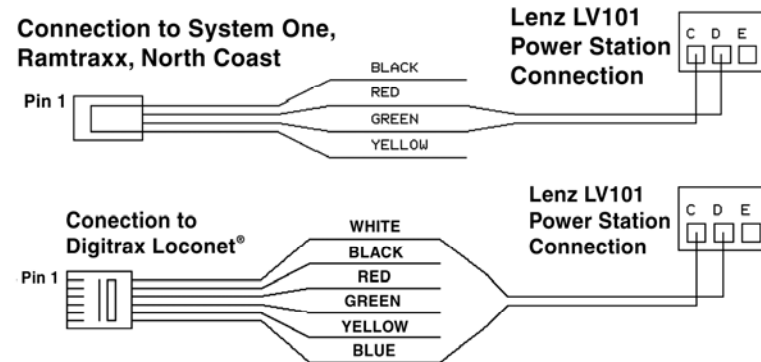 Connection to System One,
Ramtraxx, North Coast
Pin 1
BLACK
RED
GREEN
YELLOW
Lenz LV101
Power Station
Connection
C D E
Conection to
Digitrax Loconet®
Pin 1
WHITE
BLACK
RED
GREEN
YELLOW
BLUE
Lenz LV101
Power Station
Connection
C D E